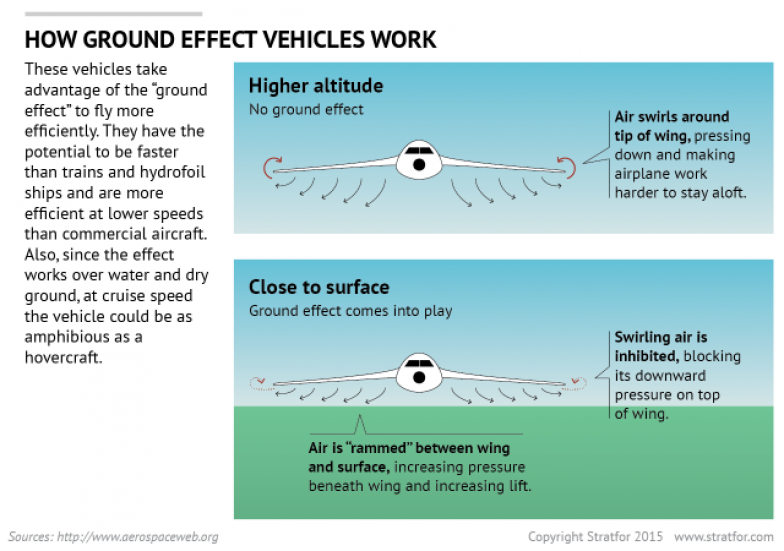 HOW GROUND EFFECT VEHICLES WORK
These vehicles take
advantage of the “ground
effect” to fly more
efficiently. They have the
potential to be faster
than trains and hydrofoil
ships and are more
efficient at lower speeds
than commercial aircraft.
Also, since the effect
works over water and dry
ground, at cruise speed
the vehicle could be as
amphibious as a
hovercraft.
Higher altitude
No ground effect
Air swirls around
tip of wing, pressing
down and making
airplane work
harder to stay aloft.
Close to surface
Ground effect comes into play
Swirling air is
inhibited, blocking
its downward
pressure on top
of wing.
Air is “rammed” between wing
and surface, increasing pressure
beneath wing and increasing lift.
Sources: http://www.aerospaceweb.org
Copyright Stratfor 2015 www.stratfor.com